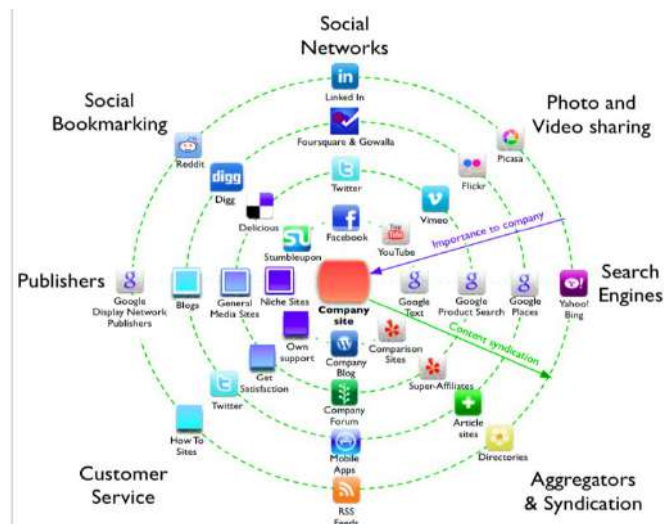 Social
Networks
Linked In
Social
Bookmarking
Photo and
Video sharing
Reddit
Foursquare & Gowalla
Picasa
digg
Digg
Twitter
Flickr
Delicious
Vimeo
Facebook
You
Tube
YouTube
Stumbleupon
Importance to company
Publishers
Google
Display Network
Publishers
Blogs
General
Media Sites
Niche Sites
Company
site
Google
Text
Google
Product Search
Google
Places
Yahoo!
Bing
Search
Engines
Content syndication
Own
support
Company
Blog
Comparison
Sites
Get
Satisfaction
Super-Affiliates
Twitter
Company
Forum
Article
sites
How To
Sites
Mobile
Apps
Directories
Customer
Service
RSS
Feeds
Aggregators
& Syndication